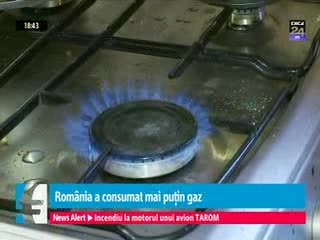 18:43
DIGI 24
România a consumat mai puțin gaz
News Alert ▶ Incendiu la motorul unui avion TAROM